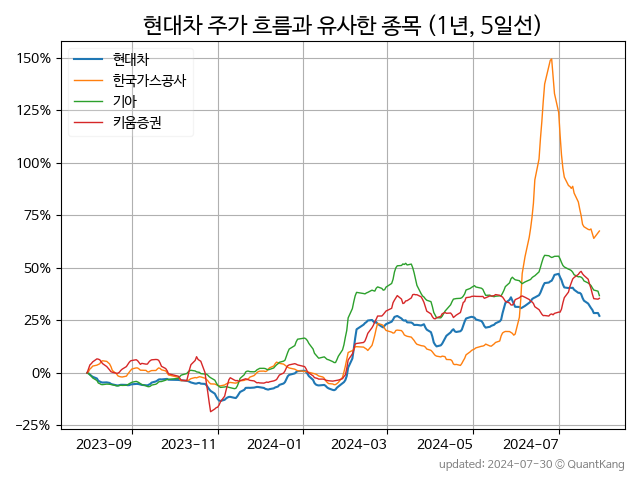 현대차 주가 흐름과 유사한 종목 (1년, 5일선)
현대차
한국가스공사
기아
키움증권
150%
125%
100%
75%
50%
25%
0%
−25%
2023-09 2023-11 2024-01 2024-03 2024-05 2024-07
updated: 2024-07-30 © QuantKang